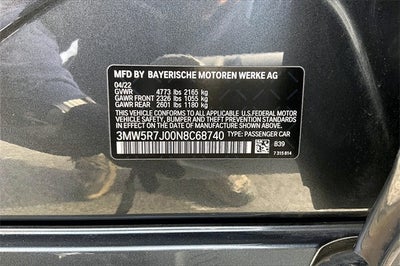 MFD BY BAYERISCHE MOTOREN WERKE AG
04/22
GVWR 4773 lbs 2165 kg
GAWR FRONT 2326 lbs 1055 kg
GAWR REAR 2601 lbs 1180 kg
THIS VEHICLE CONFORMS TO ALL APPLICABLE U.S.FEDERAL MOTOR
VEHICLE SAFETY, BUMPER AND THEFT PREVENTION STANDARDS IN
EFFECT ON THE DATE OF MANUFACTURE SHOWN ABOVE.
3MW5R7J00N8C68740 TYPE: PASSENGER CAR
839
7 315 814